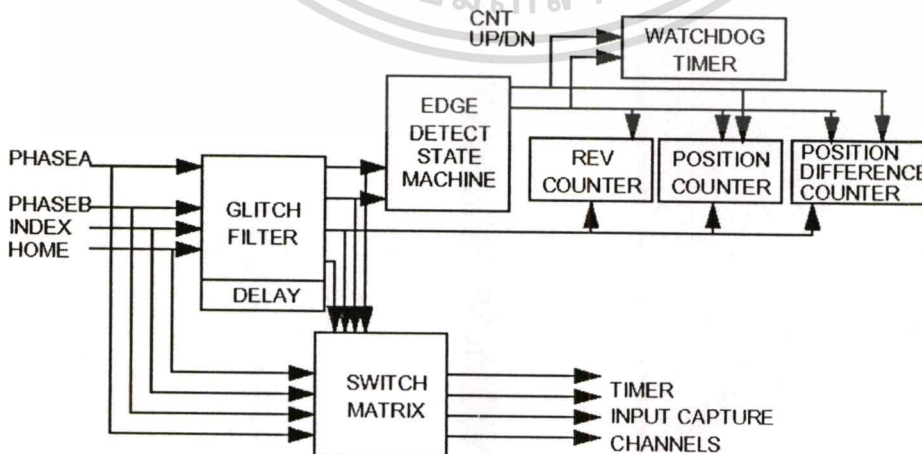 CNT
UP/DN
WATCHDOG
TIMER
EDGE
DETECT
STATE
MACHINE
REV
COUNTER
POSITION
COUNTER
POSITION
DIFFERENCE
COUNTER
PHASEA
PHASEB
INDEX
HOME
GLITCH
FILTER
DELAY
SWITCH
MATRIX
TIMER
INPUT CAPTURE
CHANNELS